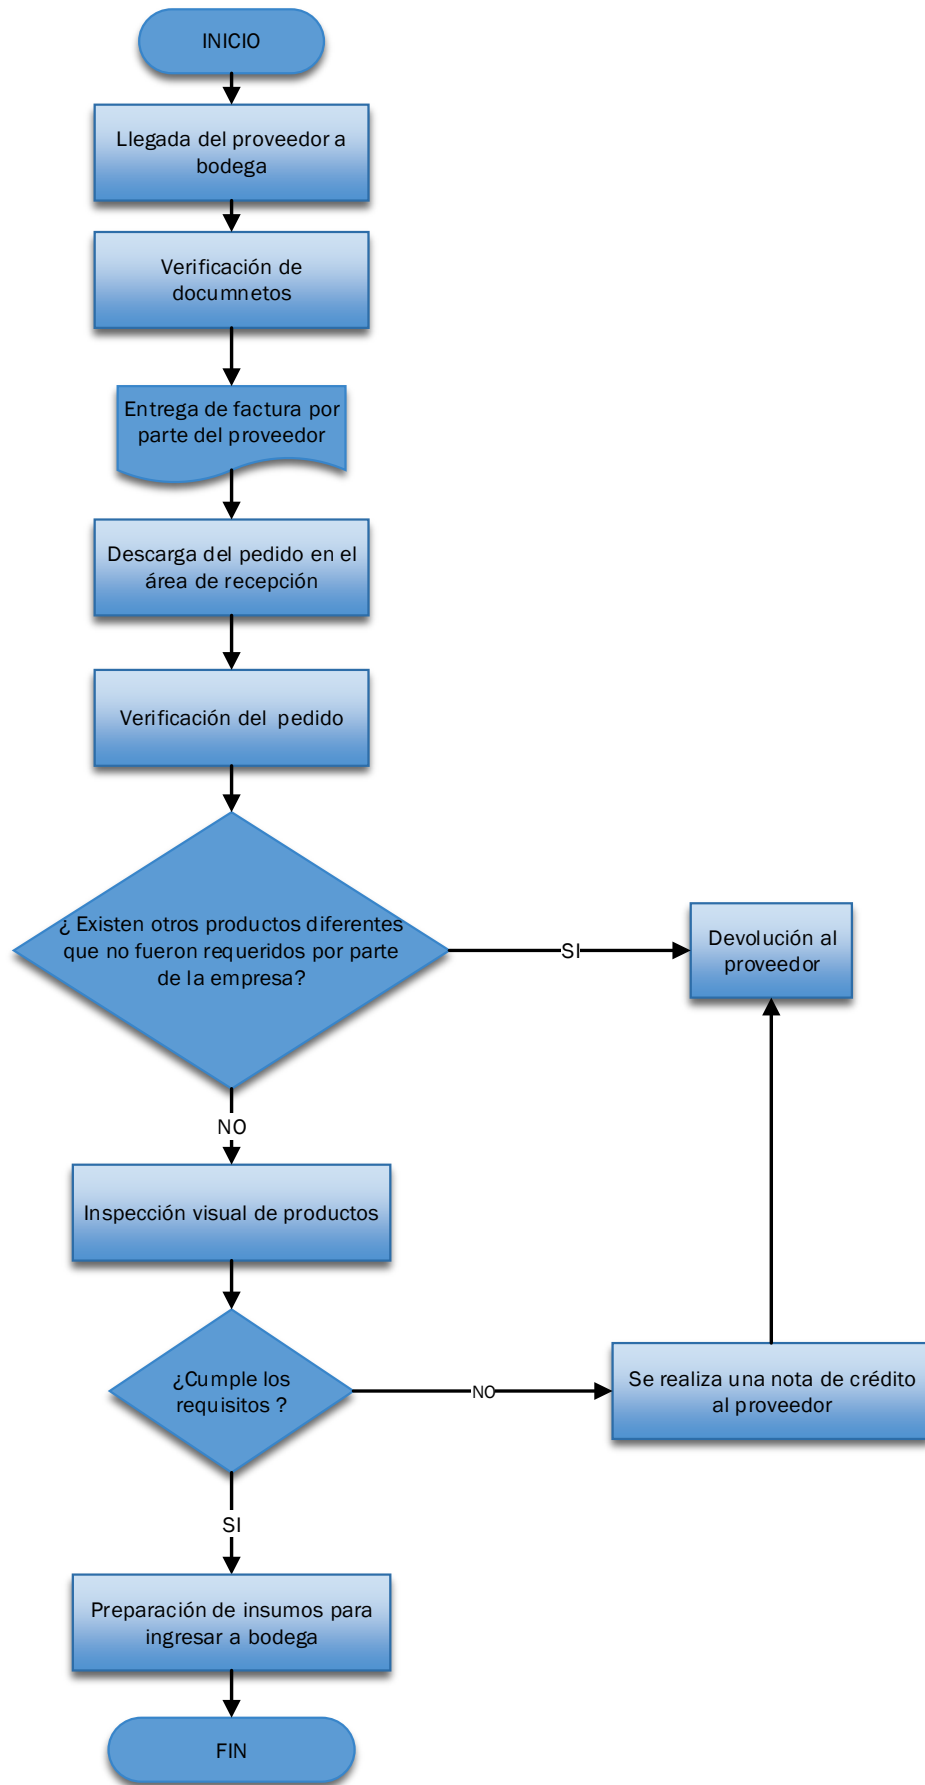 INICIO
Llegada del proveedor a
bodega
Verificación de
documnetos
Entrega de factura por
parte del proveedor
Descarga del pedido en el
área de recepción
Verificación del pedido
¿ Existen otros productos diferentes
que no fueron requeridos por parte
de la empresa?
SI
Devolución al
proveedor
NO
Inspección visual de productos
¿Cumple los
requisitos ?
NO
Se realiza una nota de crédito
al proveedor
SI
Preparación de insumos para
ingresar a bodega
FIN